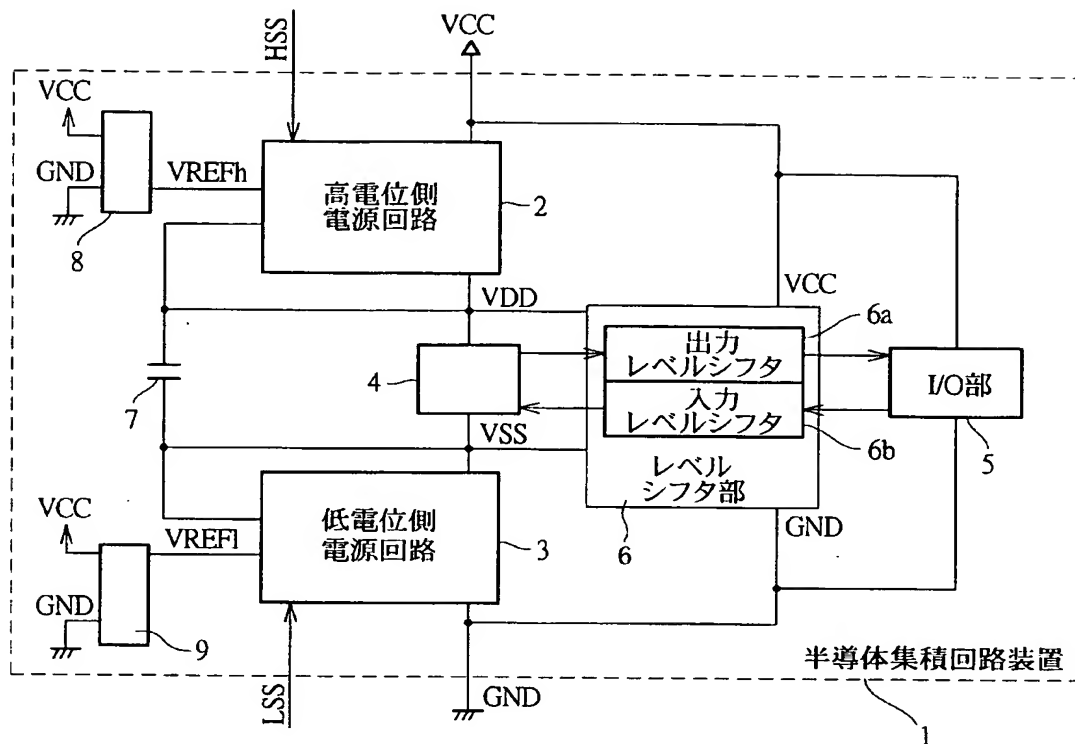 HSS
VCC
VCC
GND
VREFh
8
高電位側
電源回路
2
VDD
VCC
6a
出力
レベルシフタ
4
7
入力
レベルシフタ
I/O部
6b
5
VSS
レベル
シフタ部
6
GND
VCC
VREFl
GND
9
低電位側
電源回路
3
LSS
GND
半導体集積回路装置
1